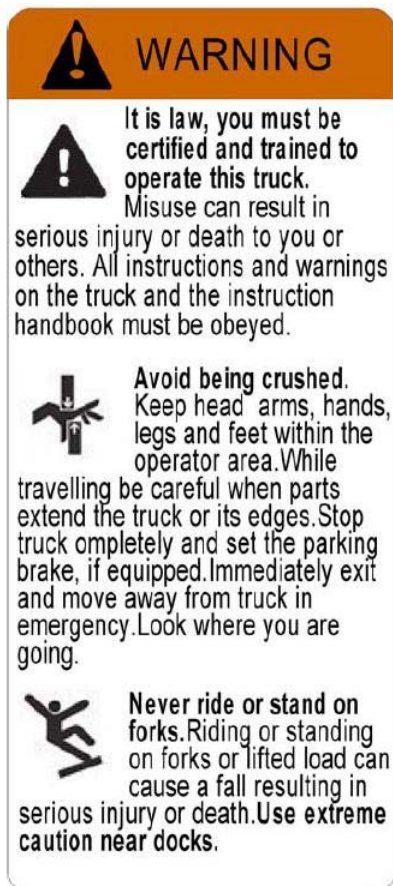 WARNING
It is law, you must be
certified and trained to
operate this truck.
Misuse can result in
serious injury or death to you or
others. All instructions and warnings
on the truck and the instruction
handbook must be obeyed.
Avoid being crushed.
Keep head arms, hands,
legs and feet within the
operator area.While
travelling be careful when parts
extend the truck or its edges.Stop
truck ompletely and set the parking
brake, if equipped.Immediately exit
and move away from truck in
emergency.Look where you are
going.
Never ride or stand on
forks.Riding or standing
on forks or lifted load can
cause a fall resulting in
serious injury or death.Use extreme
caution near docks.